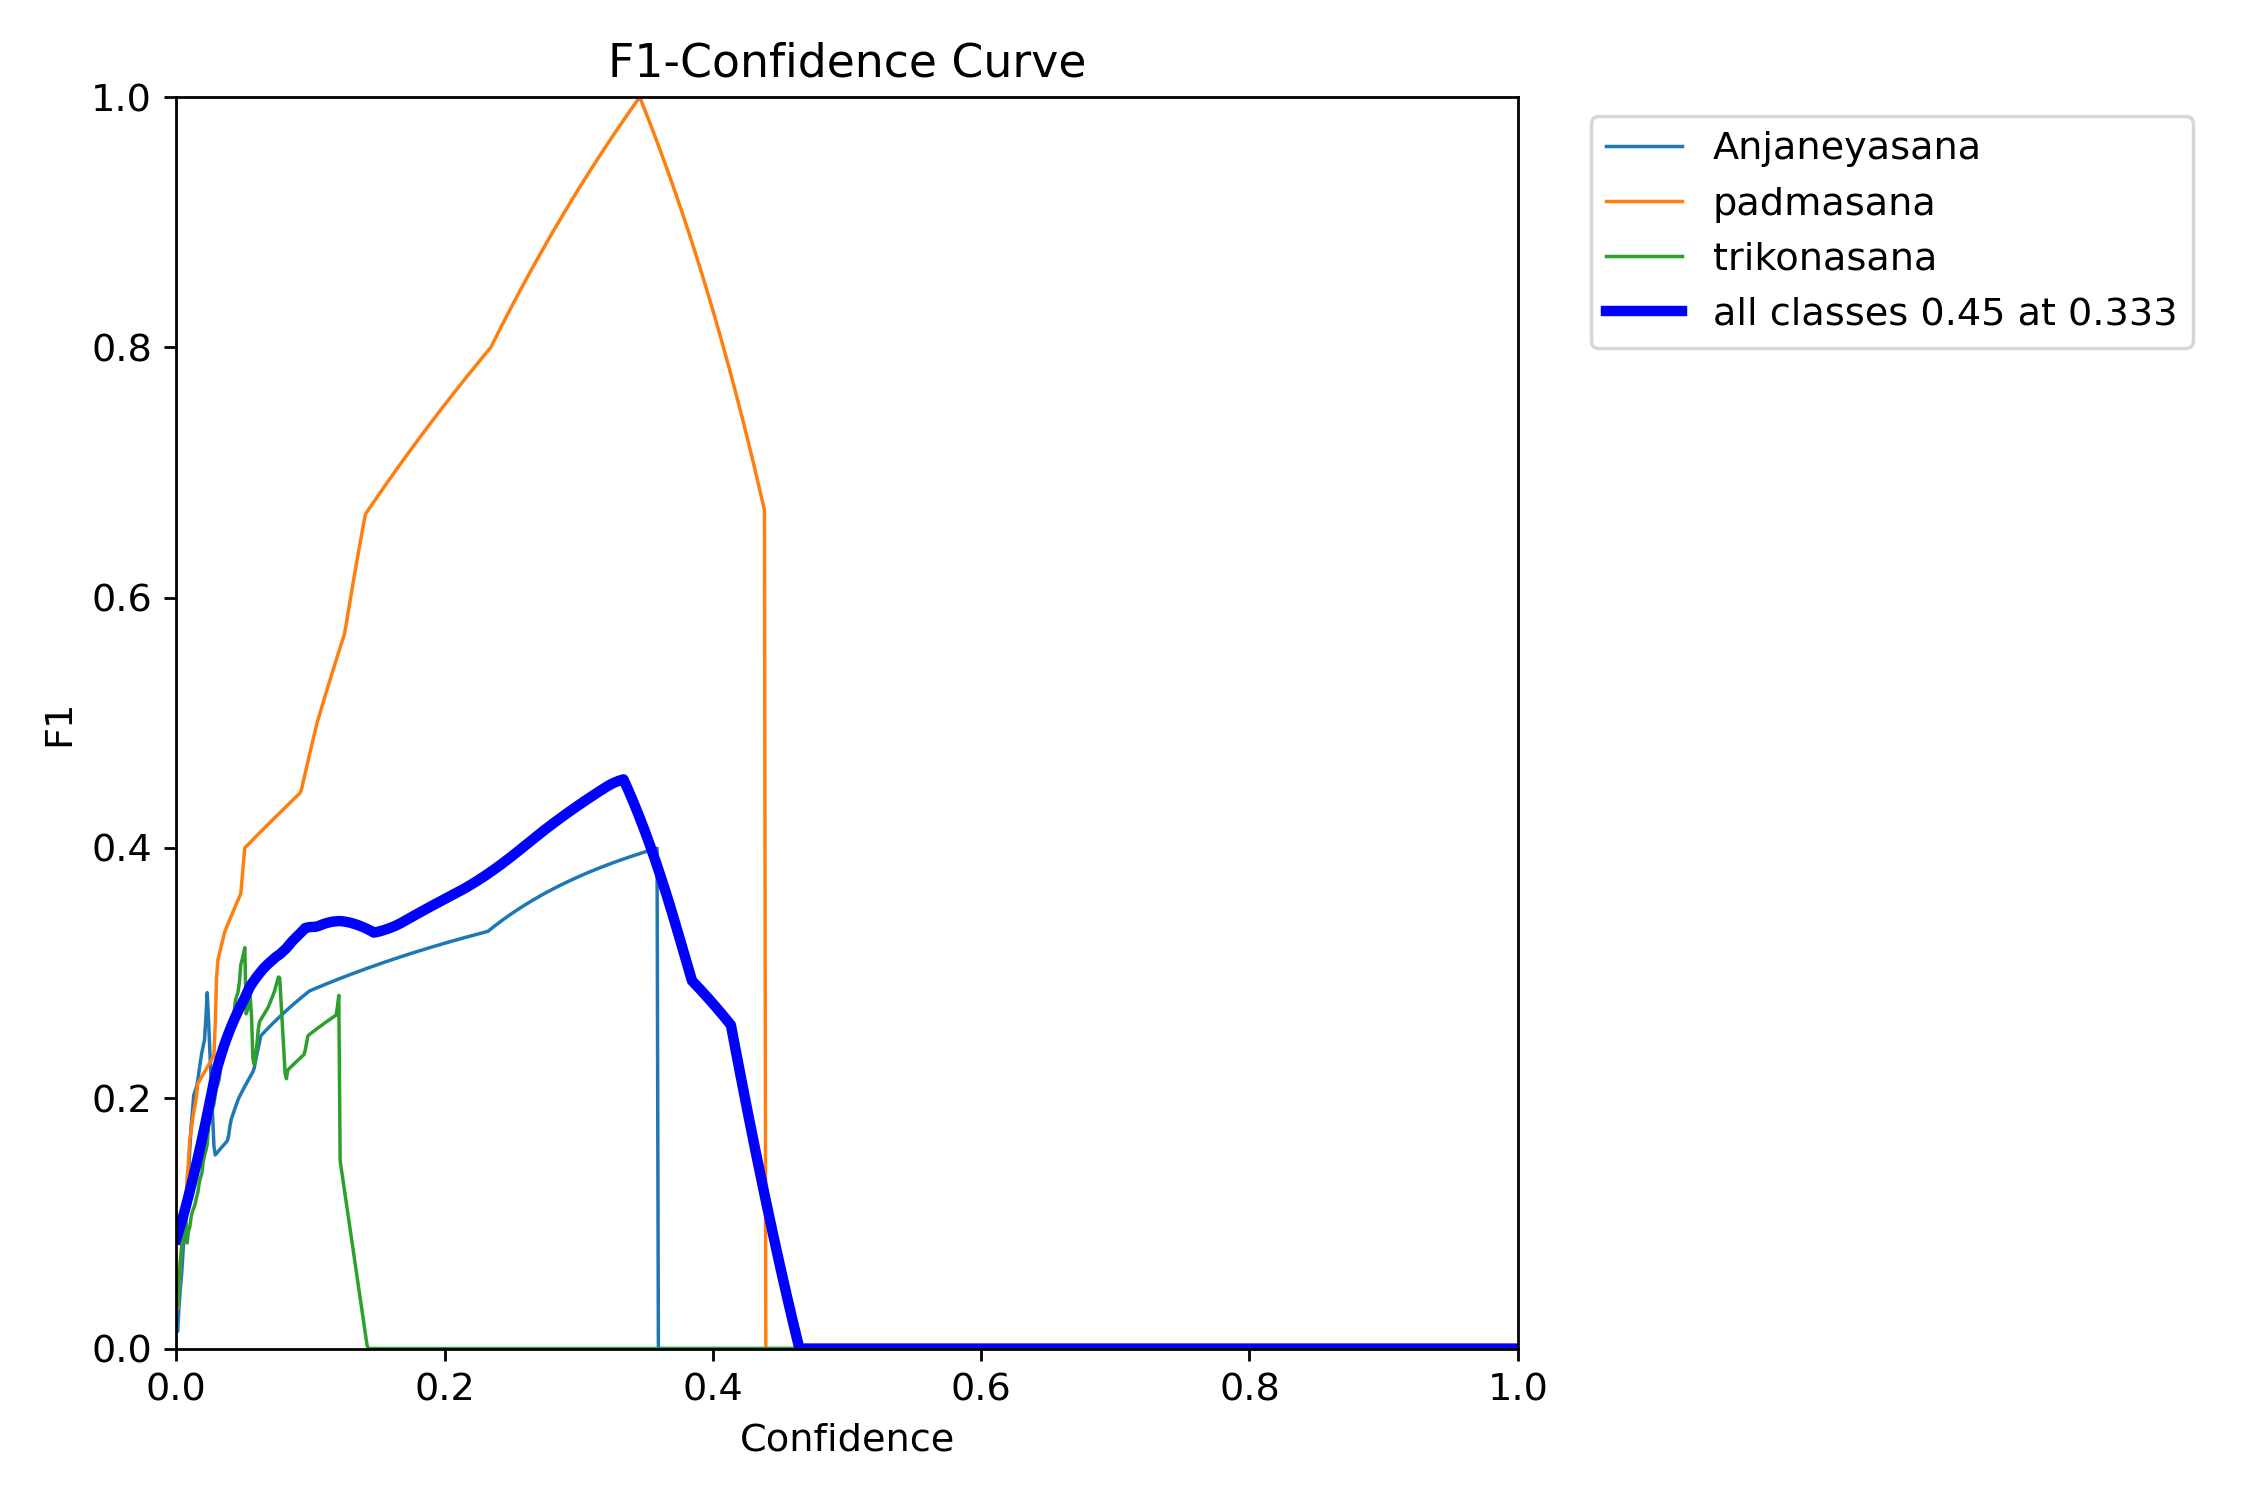 F1-Confidence Curve
1.0
0.8
0.6
0.4
0.2
0.0
F1
0.0 0.2 0.4 0.6 0.8 1.0
Confidence
Anjaneyasana
padmasana
trikonasana
all classes 0.45 at 0.333